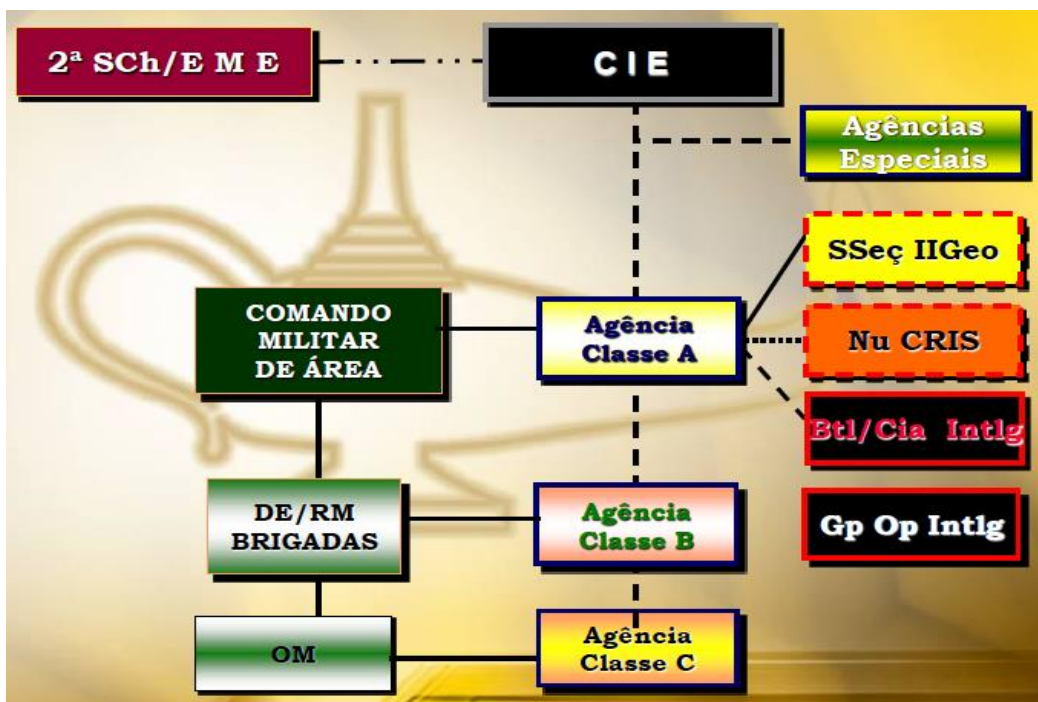 2ª SCh/E M E
C I E
Agências
Especiais
SSeç IIGeo
COMANDO
MILITAR
DE ÁREA
Agência
Classe A
Nu CRIS
Btl/Cia Intlg
DE/RM
BRIGADAS
Agência
Classe B
Gp Op Intlg
OM
Agência
Classe C